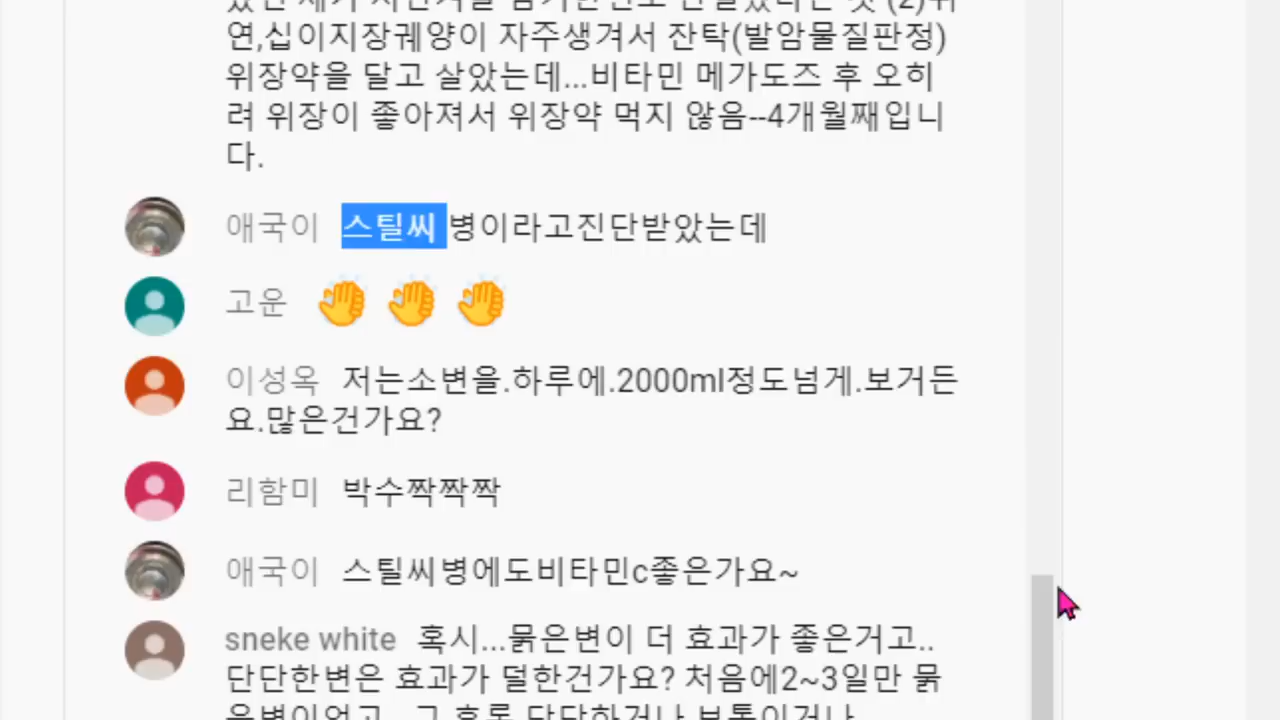 연,십이지장궤양이 자주생겨서 잔탁(발암물질판정)
위장약을 달고 살았는데...비타민 메가도즈 후 오히
려 위장이 좋아져서 위장약 먹지 않음--4개월째입니
다.
애국이 스틸씨 병이라고진단받았는데
고운 👏 👏 👏
이성옥 저는소변을.하루에.2000ml정도넘게.보거든
요.많은건가요?
리함미 박수짝짝짝
애국이 스틸씨병에도비타민c좋은가요~
sneke white 혹시...묽은변이 더 효과가 좋은거고..
단단한변은 효과가 덜한건가요? 처음에2~3일만 묽